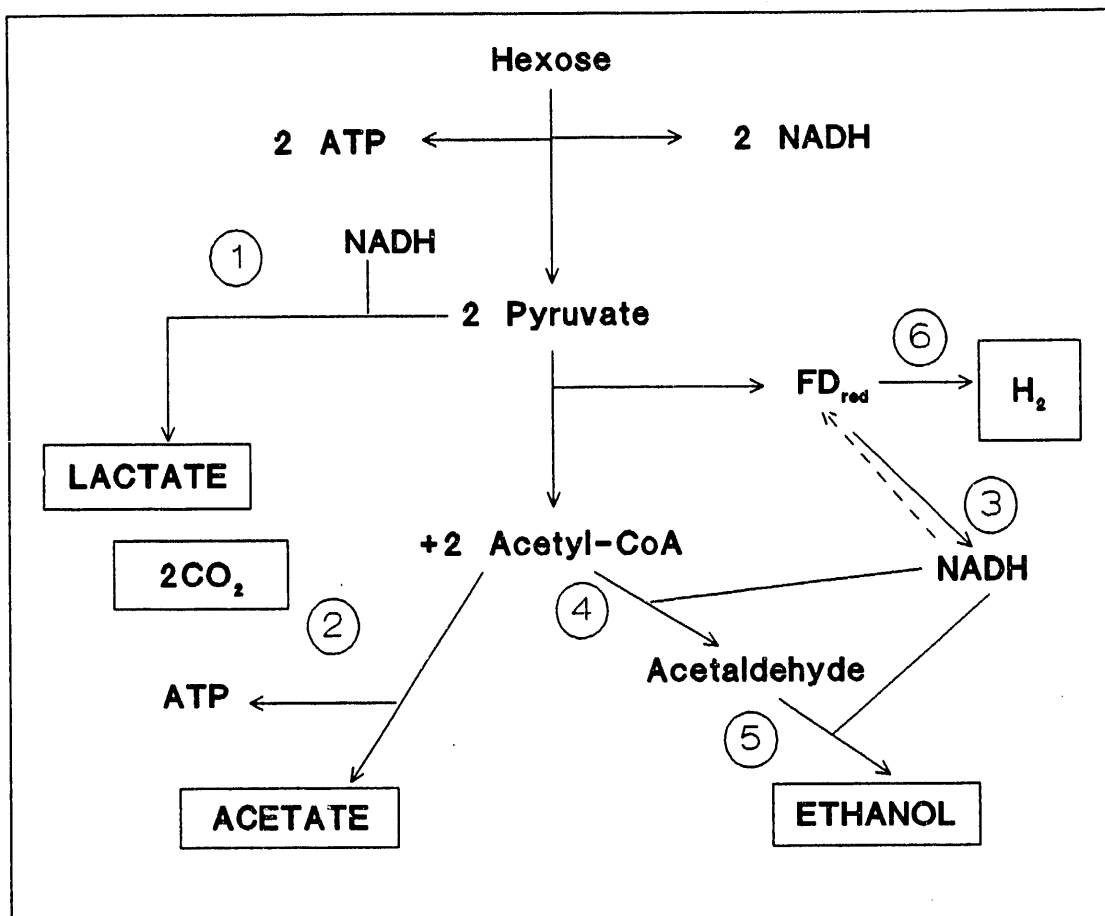 Hexose
2 ATP
2 NADH
1
NADH
2 Pyruvate
6
FD_red
H₂
LACTATE
3
+2 Acetyl-CoA
NADH
2CO₂
4
2
Acetaldehyde
ATP
5
ACETATE
ETHANOL